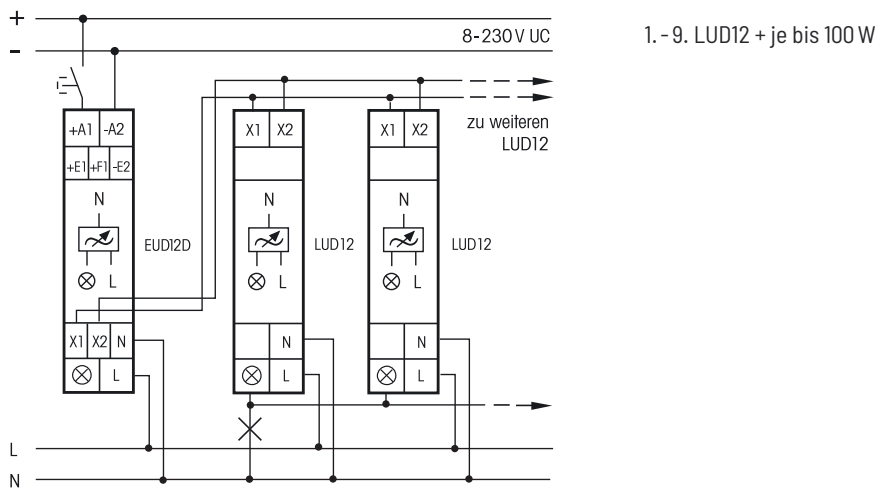 +
8-230 V UC
1. - 9. LUD12 + je bis 100 W
-
+A1 -A2
X1 X2
X1 X2
zu weiteren
LUD12
+E1 +F1 -E2
N
N
N
EUD12D
LUD12
LUD12
L
L
L
X1 X2 N
N
N
L
L
L
L
N